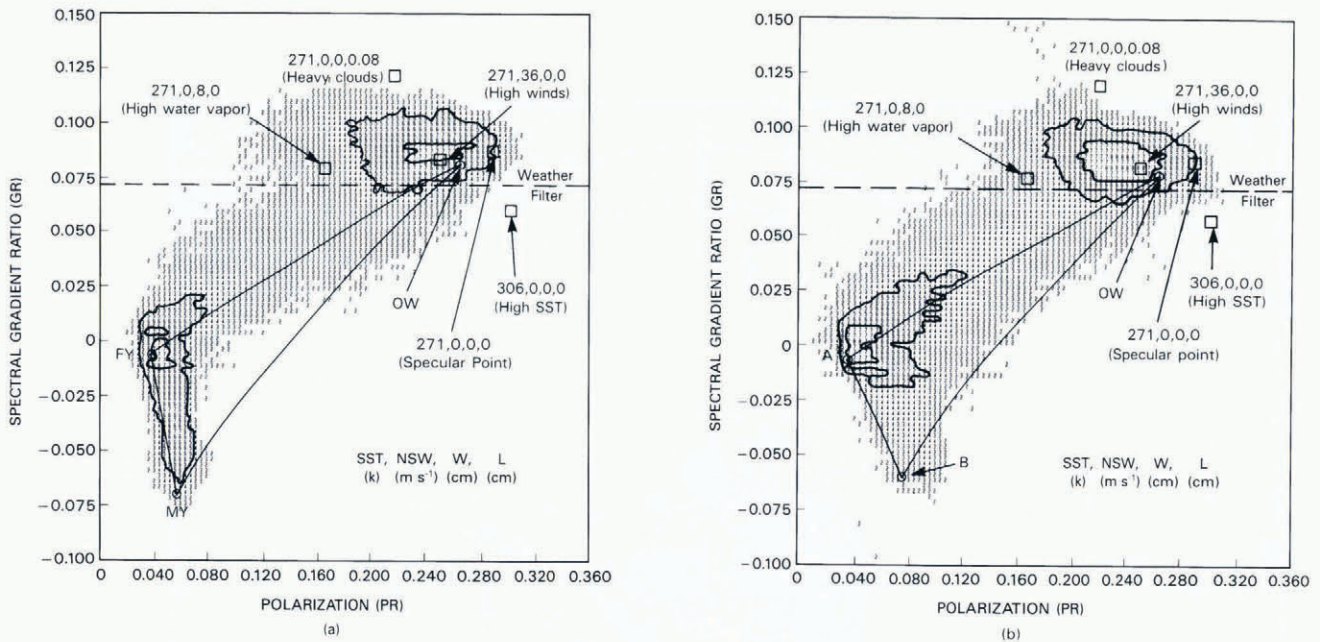 0.150
0.125
0.100
0.075
0.050
0.025
0
−0.025
−0.050
−0.075
−0.100
SPECTRAL GRADIENT RATIO (GR)
271,0,0,0.08
(Heavy clouds)
271,36,0,0
(High winds)
271,0,8,0
(High water vapor)
Weather
Filter
306,0,0,0
(High SST)
OW
271,0,0,0
(Specular Point)
FY
MY
SST, NSW, W, L
(k) (m s⁻¹) (cm) (cm)
0 0.040 0.080 0.120 0.160 0.200 0.240 0.280 0.320 0.360
POLARIZATION (PR)
(a)
0.150
0.125
0.100
0.075
0.050
0.025
0
−0.025
−0.050
−0.075
−0.100
SPECTRAL GRADIENT RATIO (GR)
271,0,0,0.08
(Heavy clouds)
271,36,0,0
(High winds)
271,0,8,0
(High water vapor)
Weather
Filter
306,0,0,0
(High SST)
OW
271,0,0,0
(Specular point)
A
B
SST, NSW, W, L
(k) (m s⁻¹) (cm) (cm)
0 0.040 0.080 0.120 0.160 0.200 0.240 0.280 0.320 0.360
POLARIZATION (PR)
(b)